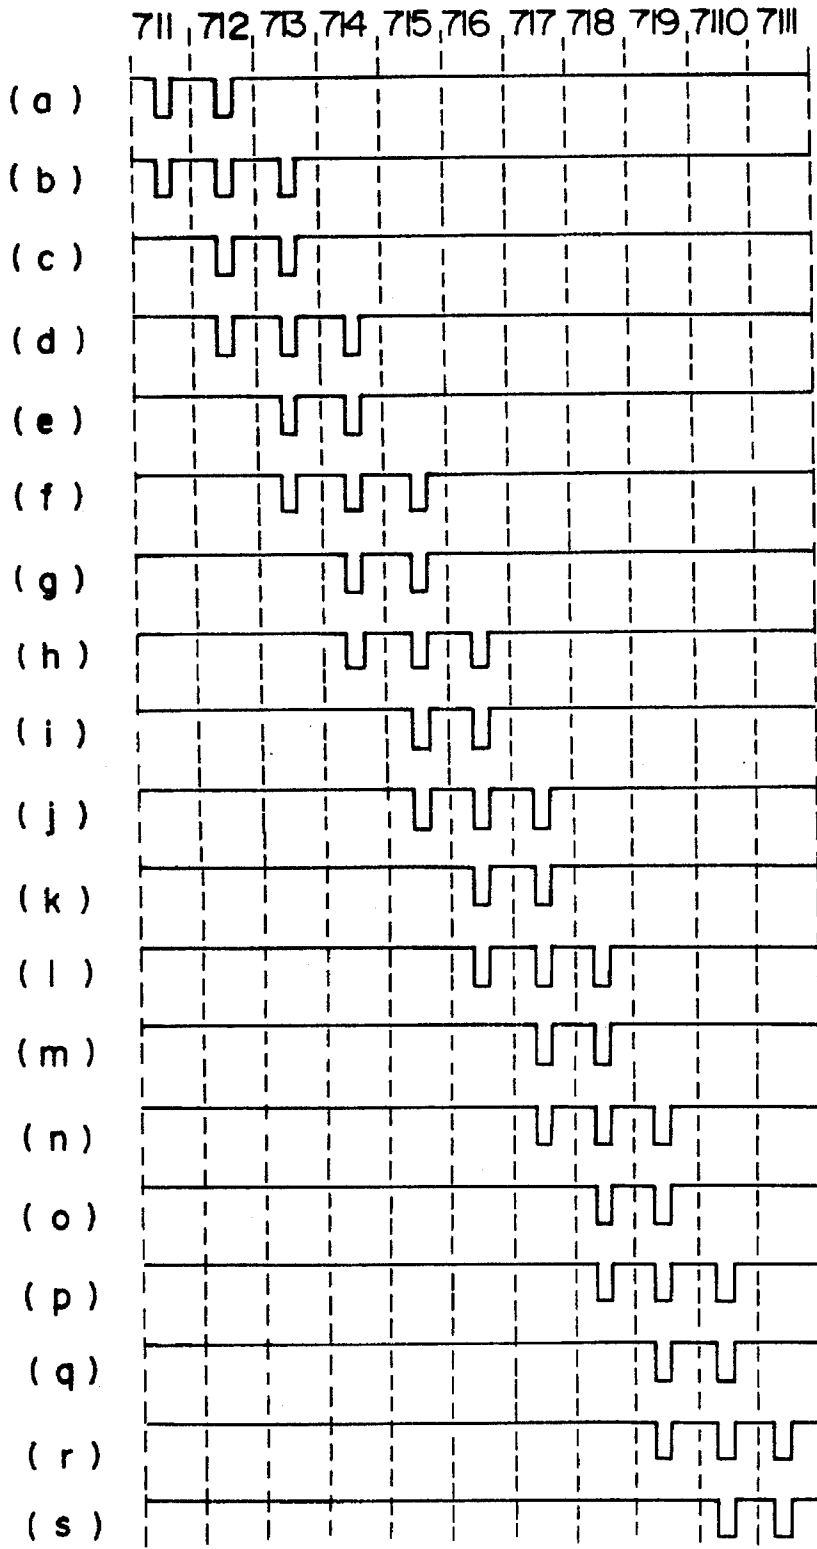 711 712 713 714 715 716 717 718 719 7110 7111
(a)
(b)
(c)
(d)
(e)
(f)
(g)
(h)
(i)
(j)
(k)
(l)
(m)
(n)
(o)
(p)
(q)
(r)
(s)